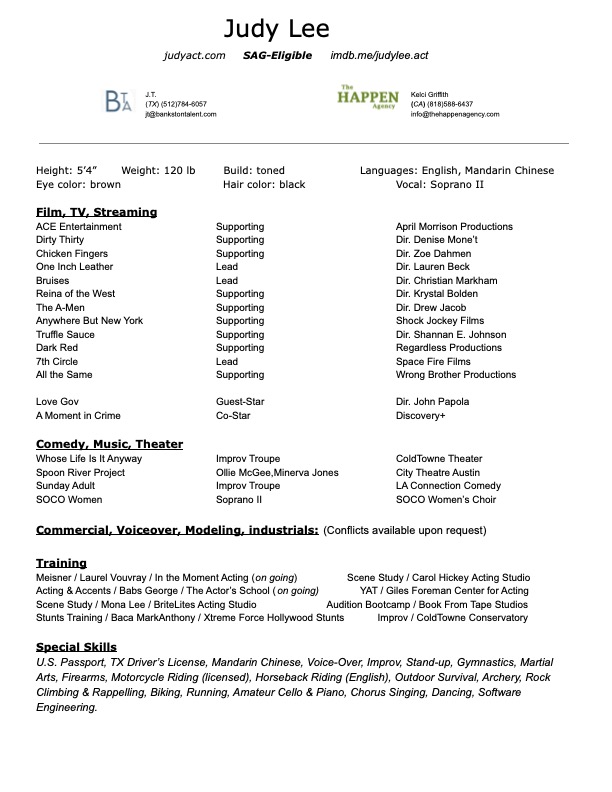 Judy Lee
judyact.com SAG-Eligible imdb.me/judylee.act
BTA
J.T.
(TX) (512)784-6057
jt@bankstontalent.com
The
HAPPEN
Agency
Kelci Griffith
(CA) (818)588-6437
info@thehappenagency.com
Height: 5’4” Weight: 120 lb Build: toned Languages: English, Mandarin Chinese
Eye color: brown Hair color: black Vocal: Soprano II
Film, TV, Streaming
ACE Entertainment Supporting April Morrison Productions
Dirty Thirty Supporting Dir. Denise Mone’t
Chicken Fingers Supporting Dir. Zoe Dahmen
One Inch Leather Lead Dir. Lauren Beck
Bruises Lead Dir. Christian Markham
Reina of the West Supporting Dir. Krystal Bolden
The A-Men Supporting Dir. Drew Jacob
Anywhere But New York Supporting Shock Jockey Films
Truffle Sauce Supporting Dir. Shannan E. Johnson
Dark Red Supporting Regardless Productions
7th Circle Lead Space Fire Films
All the Same Supporting Wrong Brother Productions
Love Gov Guest-Star Dir. John Papola
A Moment in Crime Co-Star Discovery+
Comedy, Music, Theater
Whose Life Is It Anyway Improv Troupe ColdTowne Theater
Spoon River Project Ollie McGee,Minerva Jones City Theatre Austin
Sunday Adult Improv Troupe LA Connection Comedy
SOCO Women Soprano II SOCO Women’s Choir
Commercial, Voiceover, Modeling, industrials: (Conflicts available upon request)
Training
Meisner / Laurel Vouvray / In the Moment Acting (on going) Scene Study / Carol Hickey Acting Studio
Acting & Accents / Babs George / The Actor’s School (on going) YAT / Giles Foreman Center for Acting
Scene Study / Mona Lee / BriteLites Acting Studio Audition Bootcamp / Book From Tape Studios
Stunts Training / Baca MarkAnthony / Xtreme Force Hollywood Stunts Improv / ColdTowne Conservatory
Special Skills
U.S. Passport, TX Driver’s License, Mandarin Chinese, Voice-Over, Improv, Stand-up, Gymnastics, Martial
Arts, Firearms, Motorcycle Riding (licensed), Horseback Riding (English), Outdoor Survival, Archery, Rock
Climbing & Rappelling, Biking, Running, Amateur Cello & Piano, Chorus Singing, Dancing, Software
Engineering.